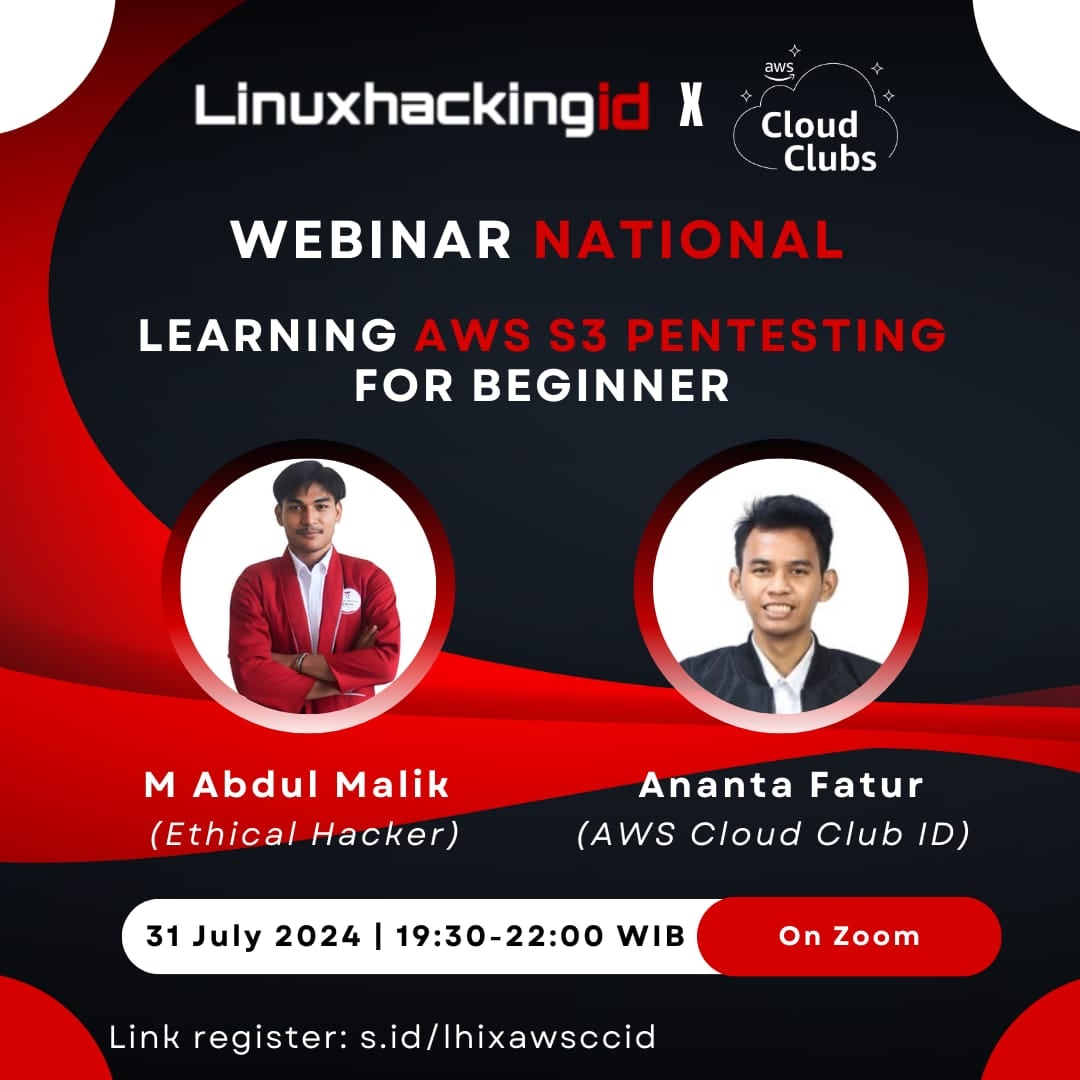 Linuxhackingid X aws Cloud Clubs
WEBINAR NATIONAL
LEARNING AWS S3 PENTESTING
FOR BEGINNER
M Abdul Malik
(Ethical Hacker)
Ananta Fatur
(AWS Cloud Club ID)
31 July 2024 | 19:30-22:00 WIB
On Zoom
Link register: s.id/lhixawsccid